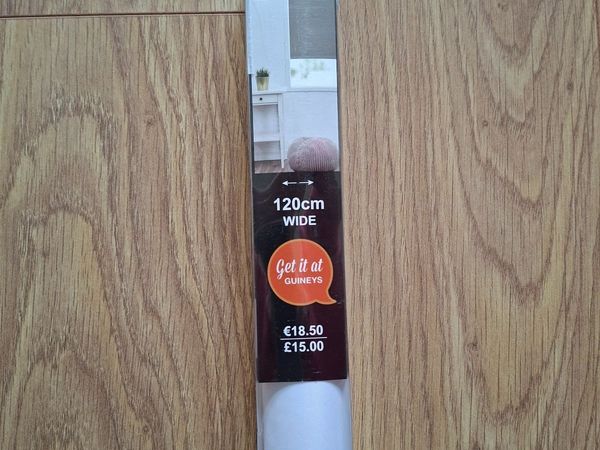 120cm
WIDE
Get it at
GUINEYS
€18.50
£15.00